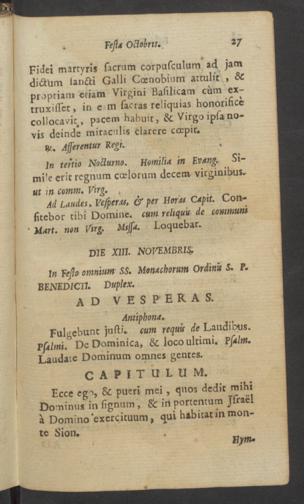 Festa Octobris. 27
Fidei martyris sacrum corpusculum ad jam
dictum sancti Galli Cœnobium attulit, &
propriam etiam Virgini Basilicam cùm ex-
truxisset, in eam sacras reliquias honorificè
collocavit, pacem habuit, & Virgo ipsa no-
vis deinde miraculis clarere cœpit.
℟. Afferentur Regi.
In tertio Nocturno. Homilia in Evang. Si-
mile erit regnum cœlorum decem virginibus.
ut in comm. Virg.
Ad Laudes, Vesperas, & per Horas Capit. Con-
fitebor tibi Domine. cum reliquis de communi
Mart. non Virg. Missa. Loquebar.
DIE XIII. NOVEMBRIS.
In Festo omnium SS. Monachorum Ordinis S. P.
BENEDICTI. Duplex.
AD VESPERAS.
Antiphona.
Fulgebunt justi. cum requis de Laudibus.
Psalmi. De Dominica, & loco ultimi. Psalm.
Laudate Dominum omnes gentes.
CAPITULUM.
Ecce ego, & pueri mei, quos dedit mihi
Dominus in signum, & in portentum Israël
à Domino exercituum, qui habitat in mon-
te Sion.
Hym-